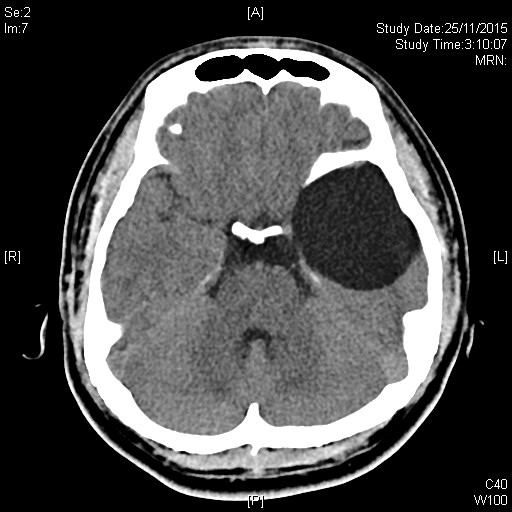 Se:2
Im:7
[A]
Study Date:25/11/2015
Study Time:3:10:07
MRN:
[R]
[L]
[P]
C40
W100